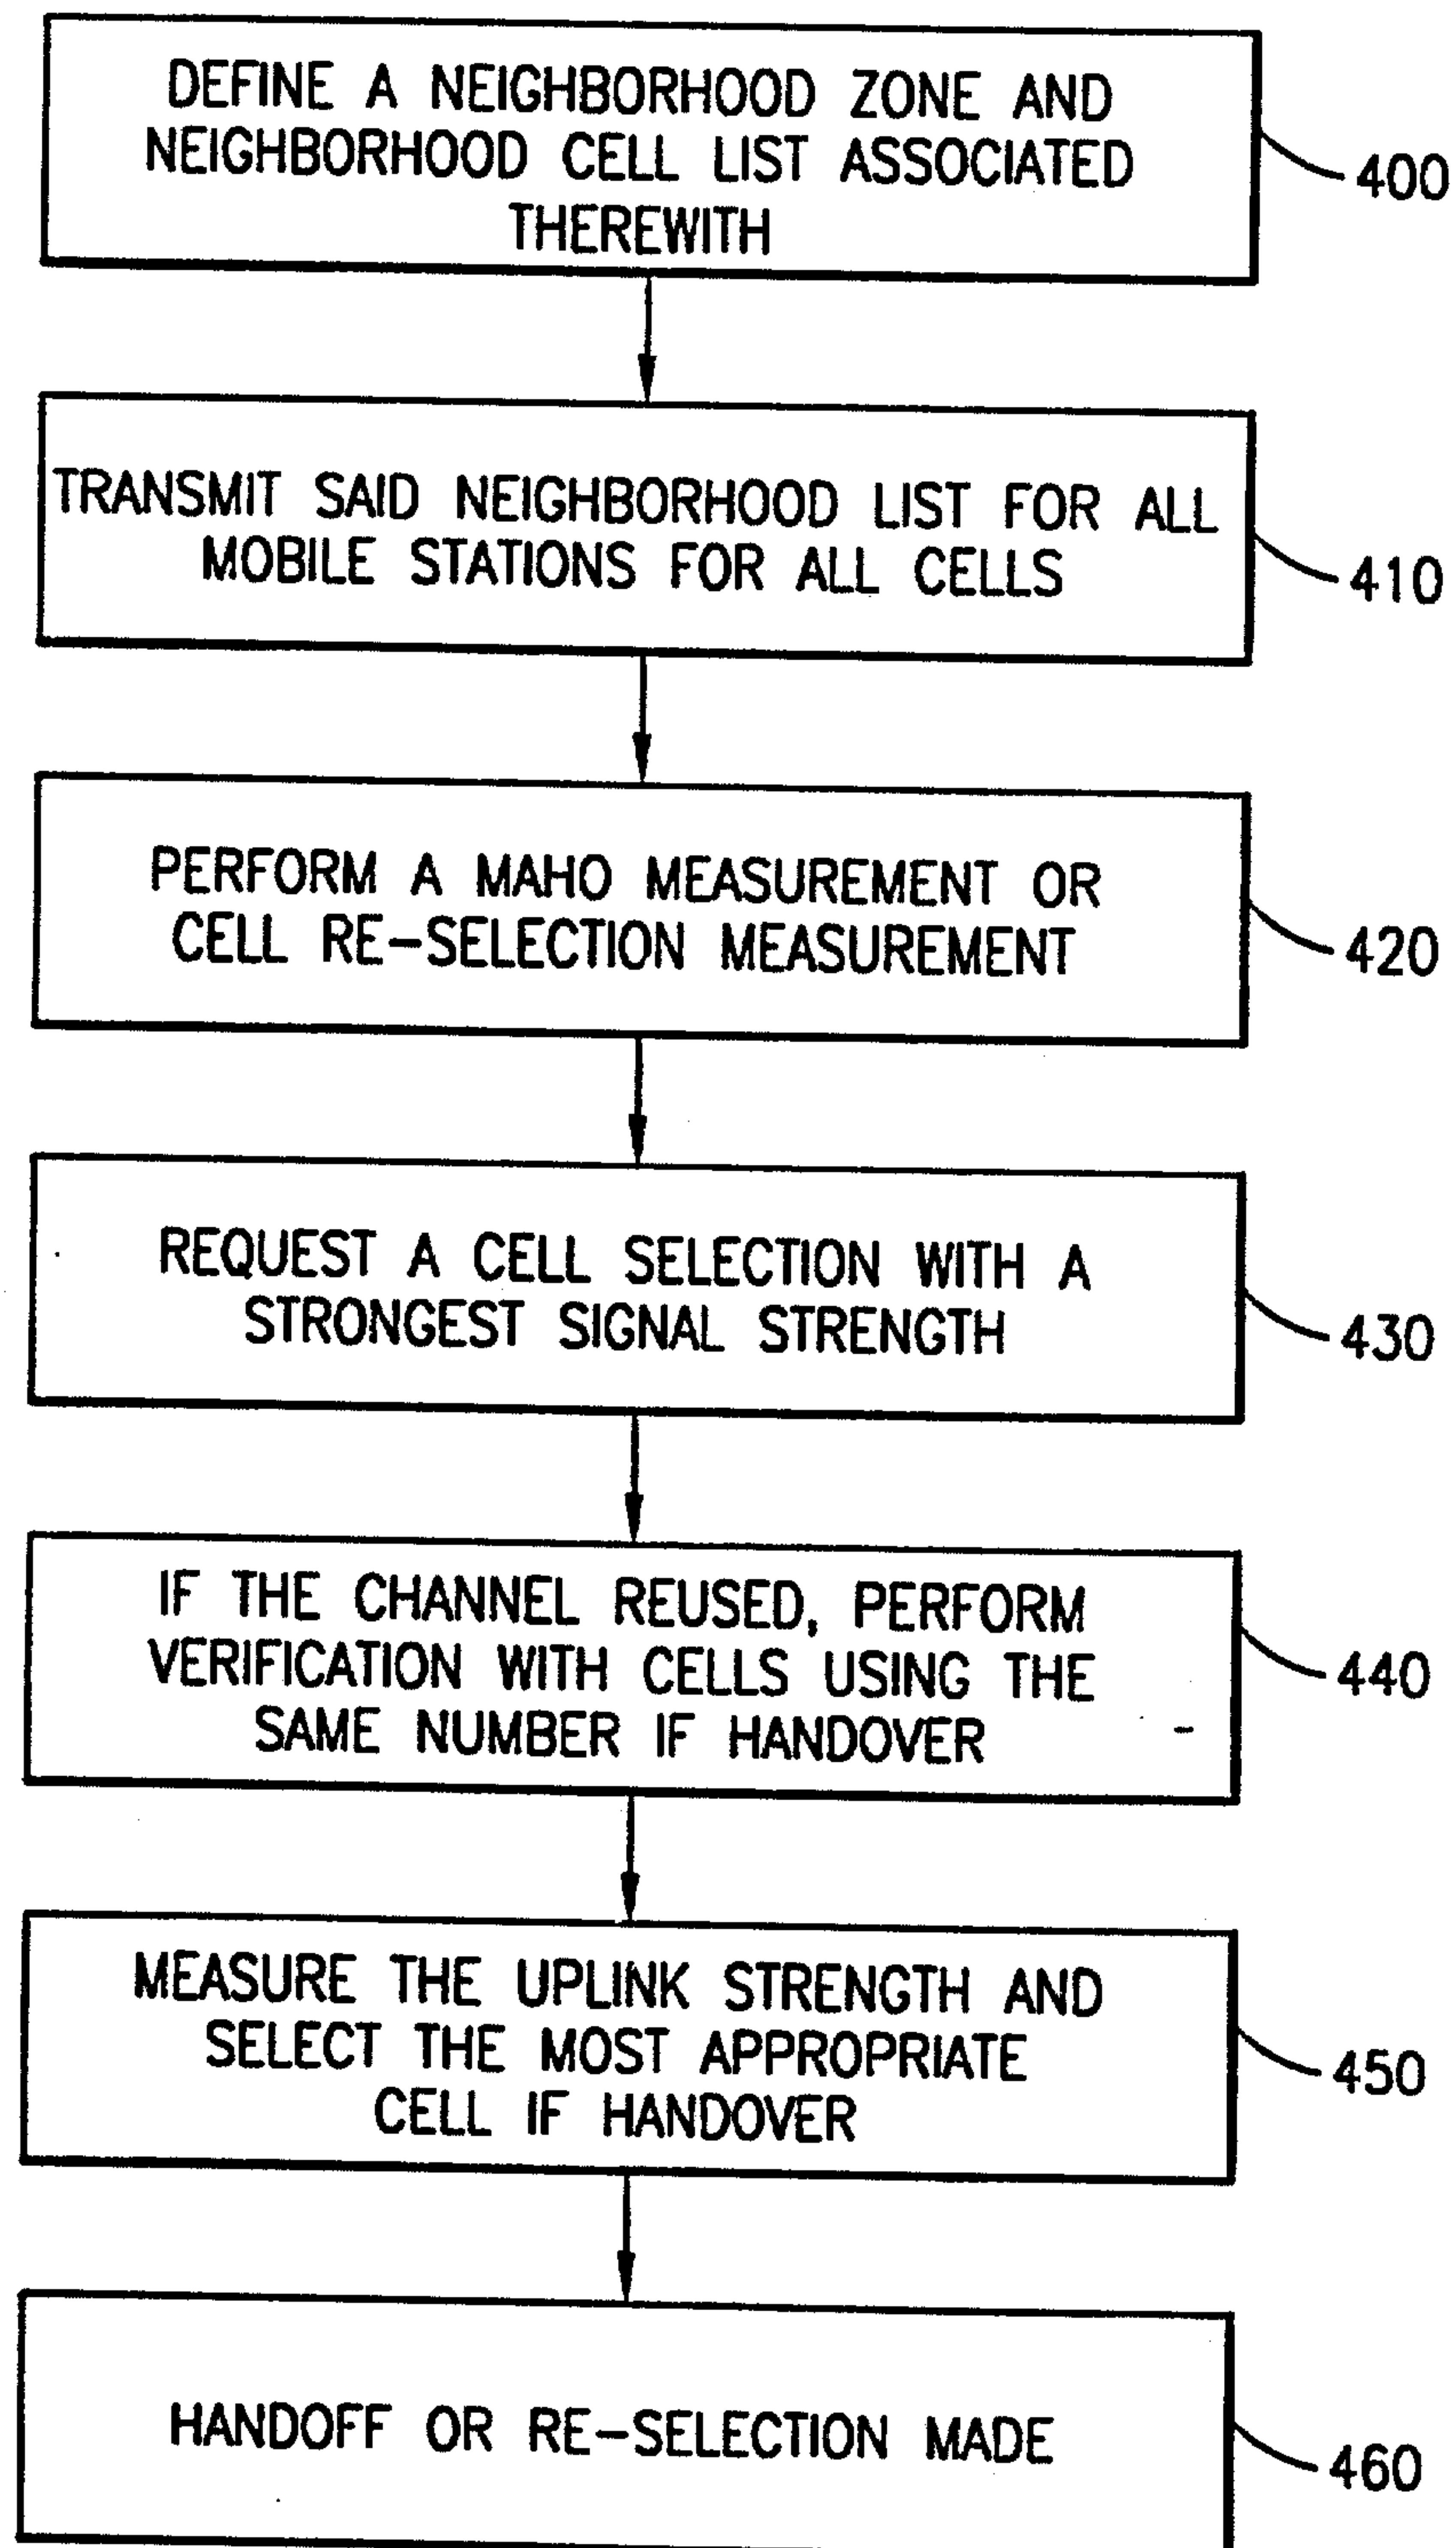 DEFINE A NEIGHBORHOOD ZONE AND
NEIGHBORHOOD CELL LIST ASSOCIATED
THEREWITH
400
TRANSMIT SAID NEIGHBORHOOD LIST FOR ALL
MOBILE STATIONS FOR ALL CELLS
410
PERFORM A MAHO MEASUREMENT OR
CELL RE-SELECTION MEASUREMENT
420
REQUEST A CELL SELECTION WITH A
STRONGEST SIGNAL STRENGTH
430
IF THE CHANNEL REUSED, PERFORM
VERIFICATION WITH CELLS USING THE
SAME NUMBER IF HANDOVER
440
MEASURE THE UPLINK STRENGTH AND
SELECT THE MOST APPROPRIATE
CELL IF HANDOVER
450
HANDOFF OR RE-SELECTION MADE
460